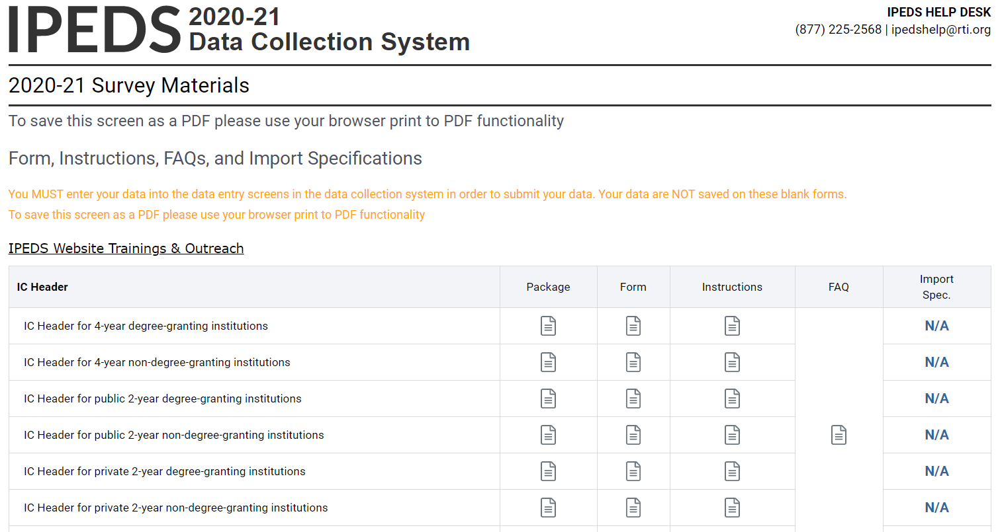 IPEDS 2020-21 Data Collection System
IPEDS HELP DESK
(877) 225-2568 | ipedshelp@rti.org
2020-21 Survey Materials
To save this screen as a PDF please use your browser print to PDF functionality
Form, Instructions, FAQs, and Import Specifications
You MUST enter your data into the data entry screens in the data collection system in order to submit your data. Your data are NOT saved on these blank forms.
To save this screen as a PDF please use your browser print to PDF functionality
IPEDS Website Trainings & Outreach
IC Header Package Form Instructions FAQ Import Spec.
IC Header for 4-year degree-granting institutions N/A
IC Header for 4-year non-degree-granting institutions N/A
IC Header for public 2-year degree-granting institutions N/A
IC Header for public 2-year non-degree-granting institutions N/A
IC Header for private 2-year degree-granting institutions N/A
IC Header for private 2-year non-degree-granting institutions N/A